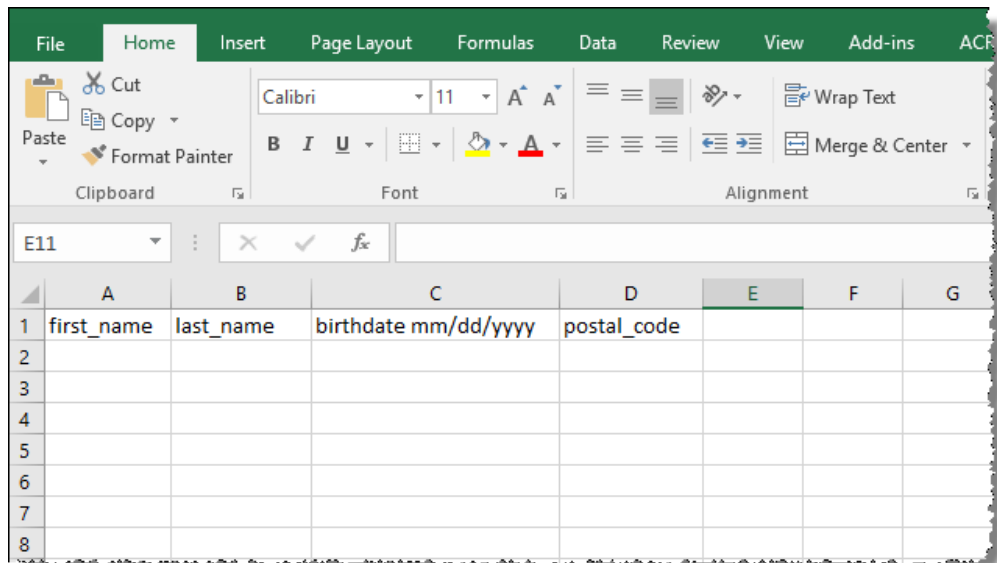 File Home Insert Page Layout Formulas Data Review View Add-ins ACR
Cut
Calibri 11 A A
Wrap Text
Copy
Paste
B I U A
Merge & Center
Format Painter
Clipboard Font Alignment
E11 fx
A B C D E F G
1 first_name last_name birthdate mm/dd/yyyy postal_code
2
3
4
5
6
7
8